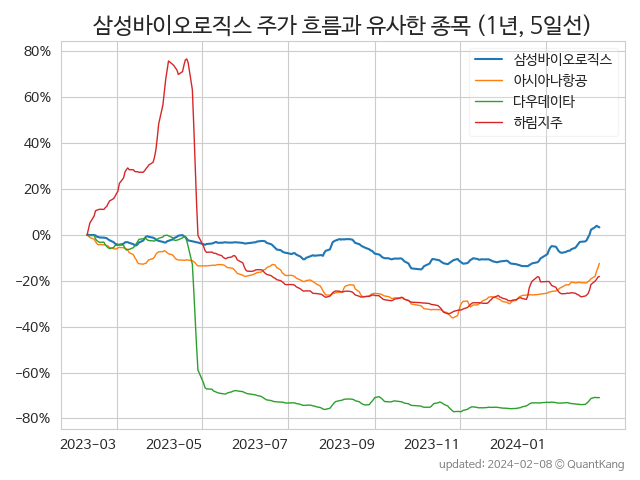 삼성바이오로직스 주가 흐름과 유사한 종목 (1년, 5일선)
80%
60%
40%
20%
0%
−20%
−40%
−60%
−80%
삼성바이오로직스
아시아나항공
다우데이타
하림지주
2023-03 2023-05 2023-07 2023-09 2023-11 2024-01
updated: 2024-02-08 © QuantKang